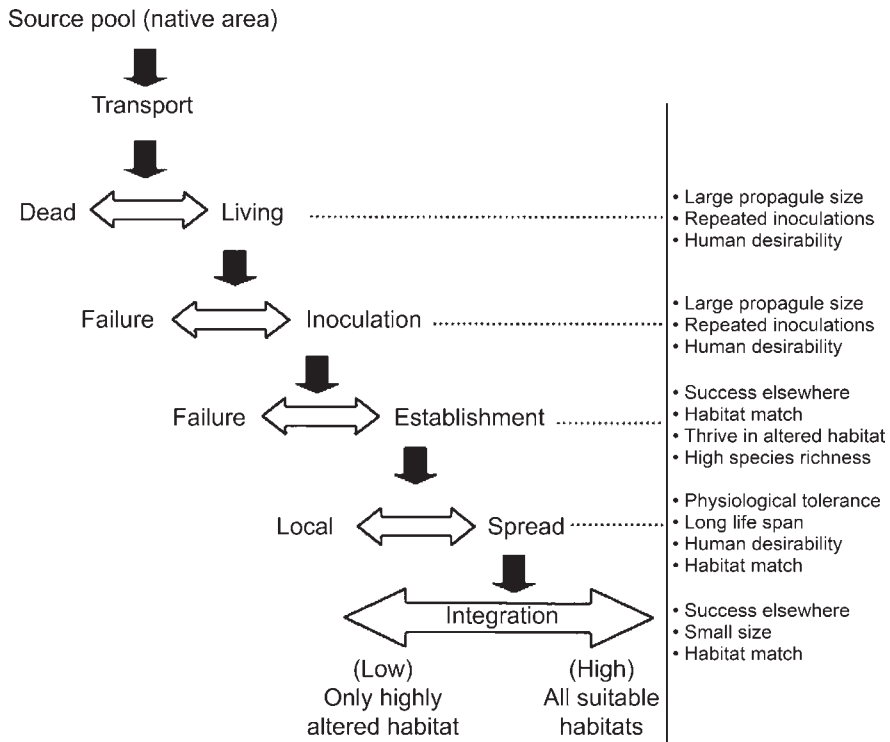 Source pool (native area)
Transport
Dead Living
• Large propagule size
• Repeated inoculations
• Human desirability
Failure Inoculation
• Large propagule size
• Repeated inoculations
• Human desirability
Failure Establishment
• Success elsewhere
• Habitat match
• Thrive in altered habitat
• High species richness
Local Spread
• Physiological tolerance
• Long life span
• Human desirability
• Habitat match
Integration
• Success elsewhere
• Small size
• Habitat match
(Low)
Only highly
altered habitat
(High)
All suitable
habitats